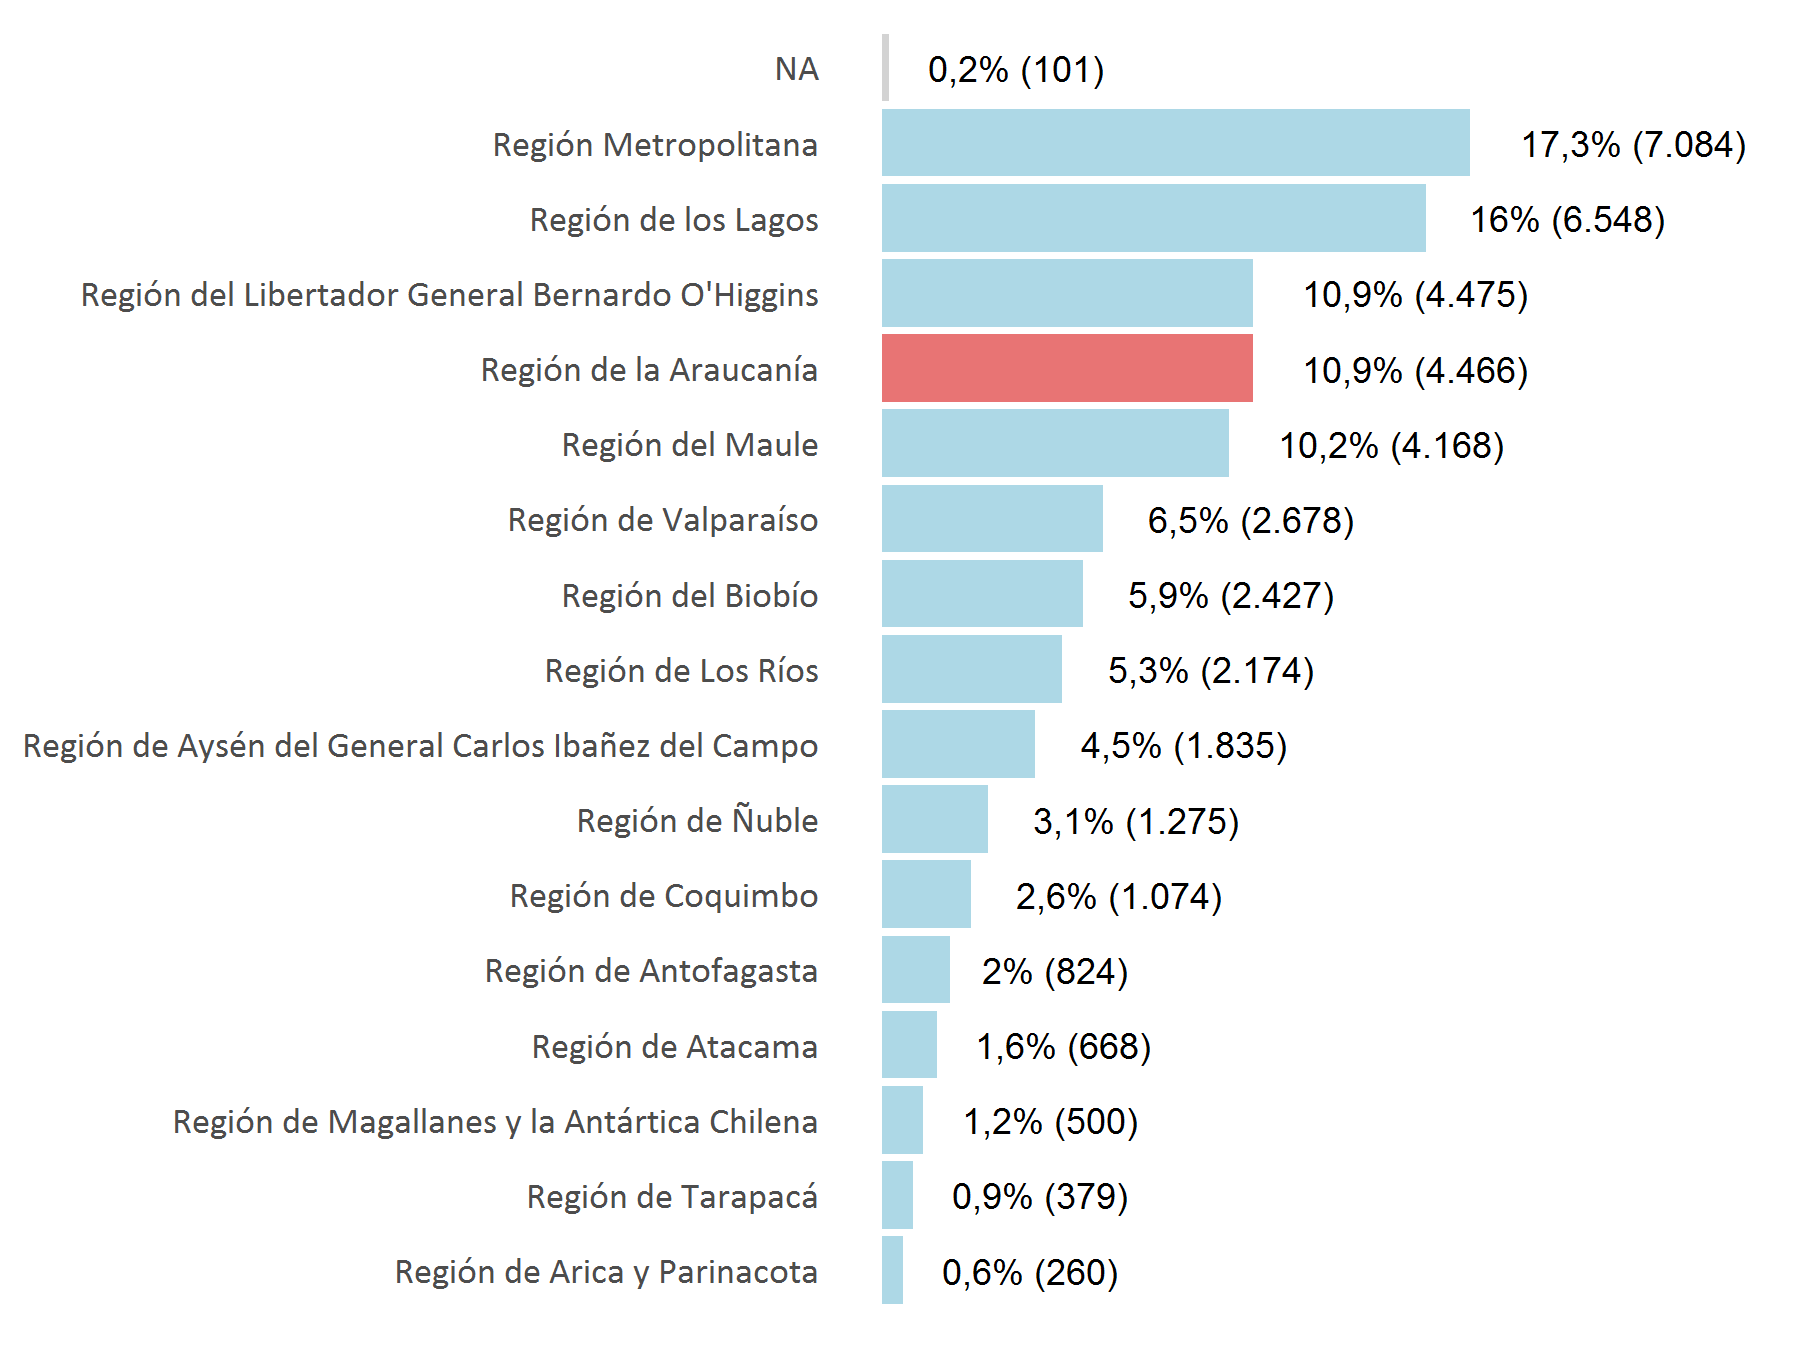 NA 0,2% (101)
Región Metropolitana 17,3% (7.084)
Región de los Lagos 16% (6.548)
Región del Libertador General Bernardo O'Higgins 10,9% (4.475)
Región de la Araucanía 10,9% (4.466)
Región del Maule 10,2% (4.168)
Región de Valparaíso 6,5% (2.678)
Región del Biobío 5,9% (2.427)
Región de Los Ríos 5,3% (2.174)
Región de Aysén del General Carlos Ibañez del Campo 4,5% (1.835)
Región de Ñuble 3,1% (1.275)
Región de Coquimbo 2,6% (1.074)
Región de Antofagasta 2% (824)
Región de Atacama 1,6% (668)
Región de Magallanes y la Antártica Chilena 1,2% (500)
Región de Tarapacá 0,9% (379)
Región de Arica y Parinacota 0,6% (260)